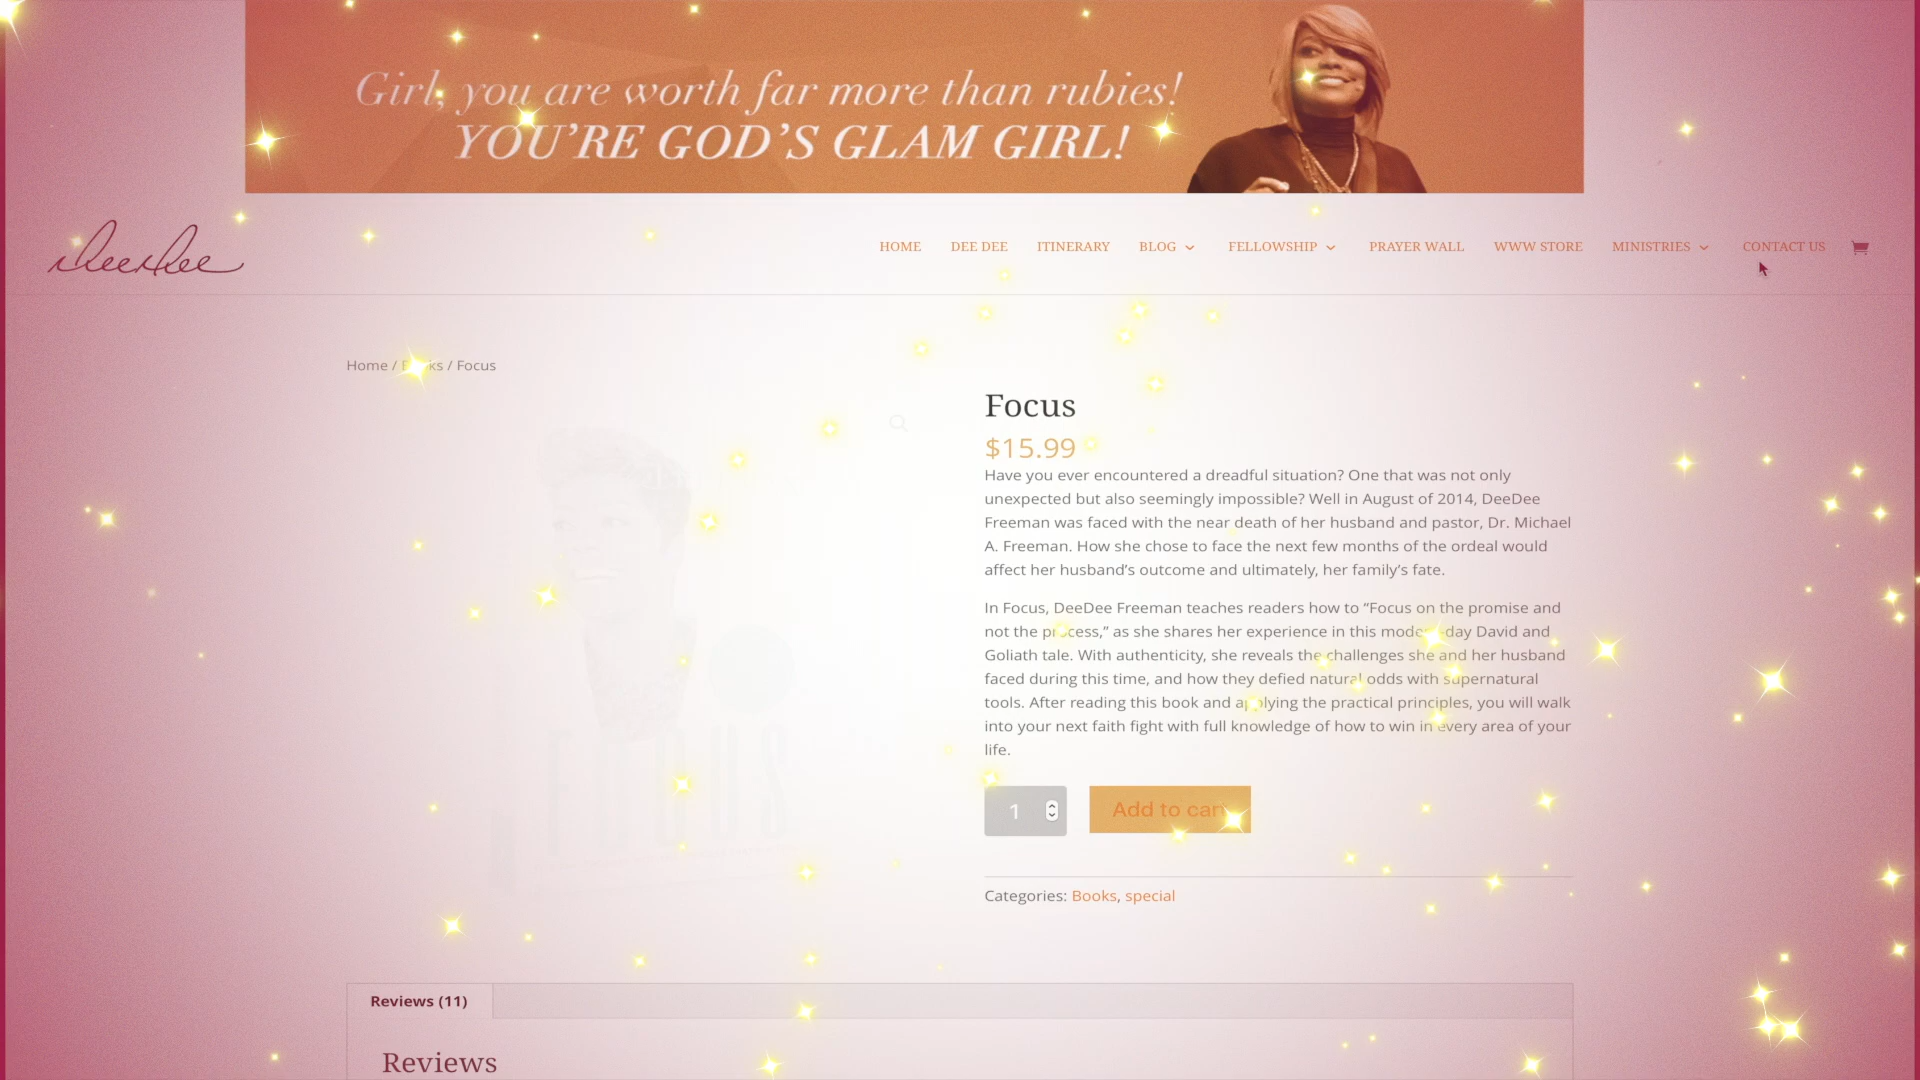 Girl, you are worth far more than rubies!
YOU'RE GOD'S GLAM GIRL!
DeeDee
HOME DEE DEE ITINERARY BLOG FELLOWSHIP PRAYER WALL WWW STORE MINISTRIES CONTACT US
Home / Books / Focus
Focus
$15.99
Have you ever encountered a dreadful situation? One that was not only
unexpected but also seemingly impossible? Well in August of 2014, DeeDee
Freeman was faced with the near death of her husband and pastor, Dr. Michael
A. Freeman. How she chose to face the next few months of the ordeal would
affect her husband's outcome and ultimately, her family's fate.
In Focus, DeeDee Freeman teaches readers how to "Focus on the promise and
not the process," as she shares her experience in this modern-day David and
Goliath tale. With authenticity, she reveals the challenges she and her husband
faced during this time, and how they defied natural odds with supernatural
tools. After reading this book and applying the practical principles, you will walk
into your next faith fight with full knowledge of how to win in every area of your
life.
FOCUS
1 Add to cart
Categories: Books, special
Reviews (11)
Reviews